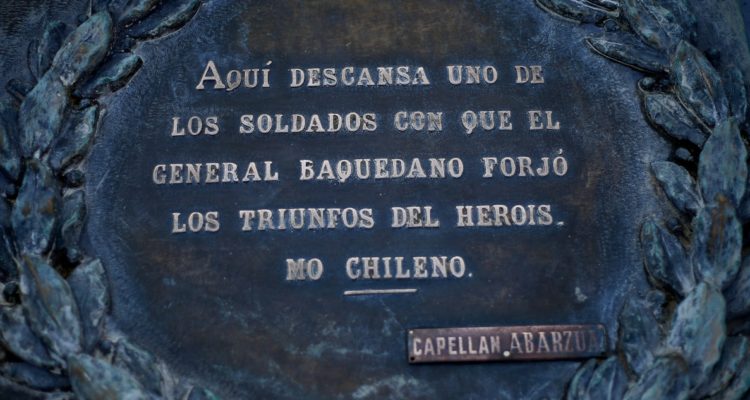 AQUÍ DESCANSA UNO DE
LOS SOLDADOS CON QUE EL
GENERAL BAQUEDANO FORJÓ
LOS TRIUNFOS DEL HEROIS.
MO CHILENO.
CAPELLAN ABARZUA